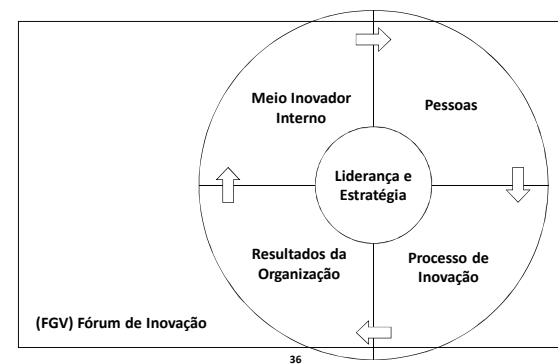 Meio Inovador
Interno
Pessoas
Liderança e
Estratégia
Resultados da
Organização
Processo de
Inovação
(FGV) Fórum de Inovação
36